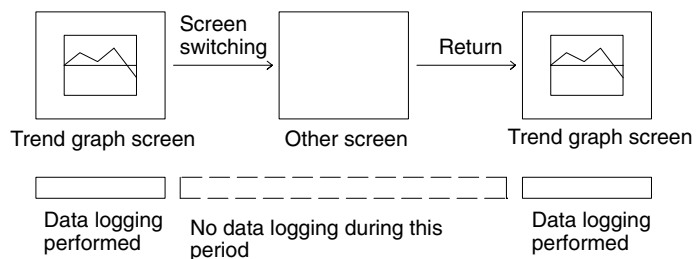 Screen
switching
Return
Trend graph screen
Other screen
Trend graph screen
Data logging
performed
No data logging during this
period
Data logging
performed